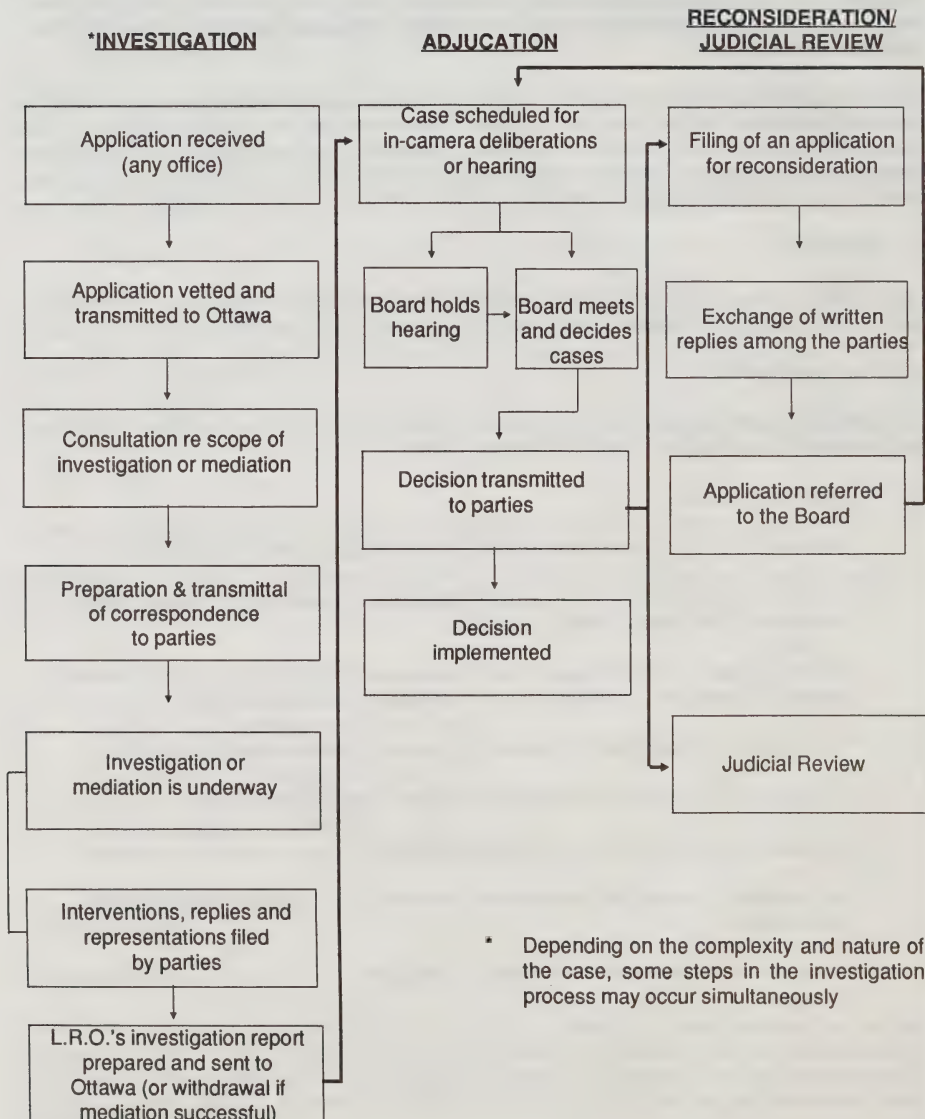 *INVESTIGATION
Application received
(any office)
Application vetted and
transmitted to Ottawa
Consultation re scope of
investigation or mediation
Preparation & transmittal
of correspondence
to parties
Investigation or
mediation is underway
Interventions, replies and
representations filed
by parties
L.R.O.'s investigation report
prepared and sent to
Ottawa (or withdrawal if
mediation successful)
ADJUCATION
Case scheduled for
in-camera deliberations
or hearing
Board holds
hearing
Board meets
and decides
cases
Decision transmitted
to parties
Decision
implemented
RECONSIDERATION/
JUDICIAL REVIEW
Filing of an application
for reconsideration
Exchange of written
replies among the parties
Application referred
to the Board
Judicial Review
* Depending on the complexity and nature of
the case, some steps in the investigation
process may occur simultaneously